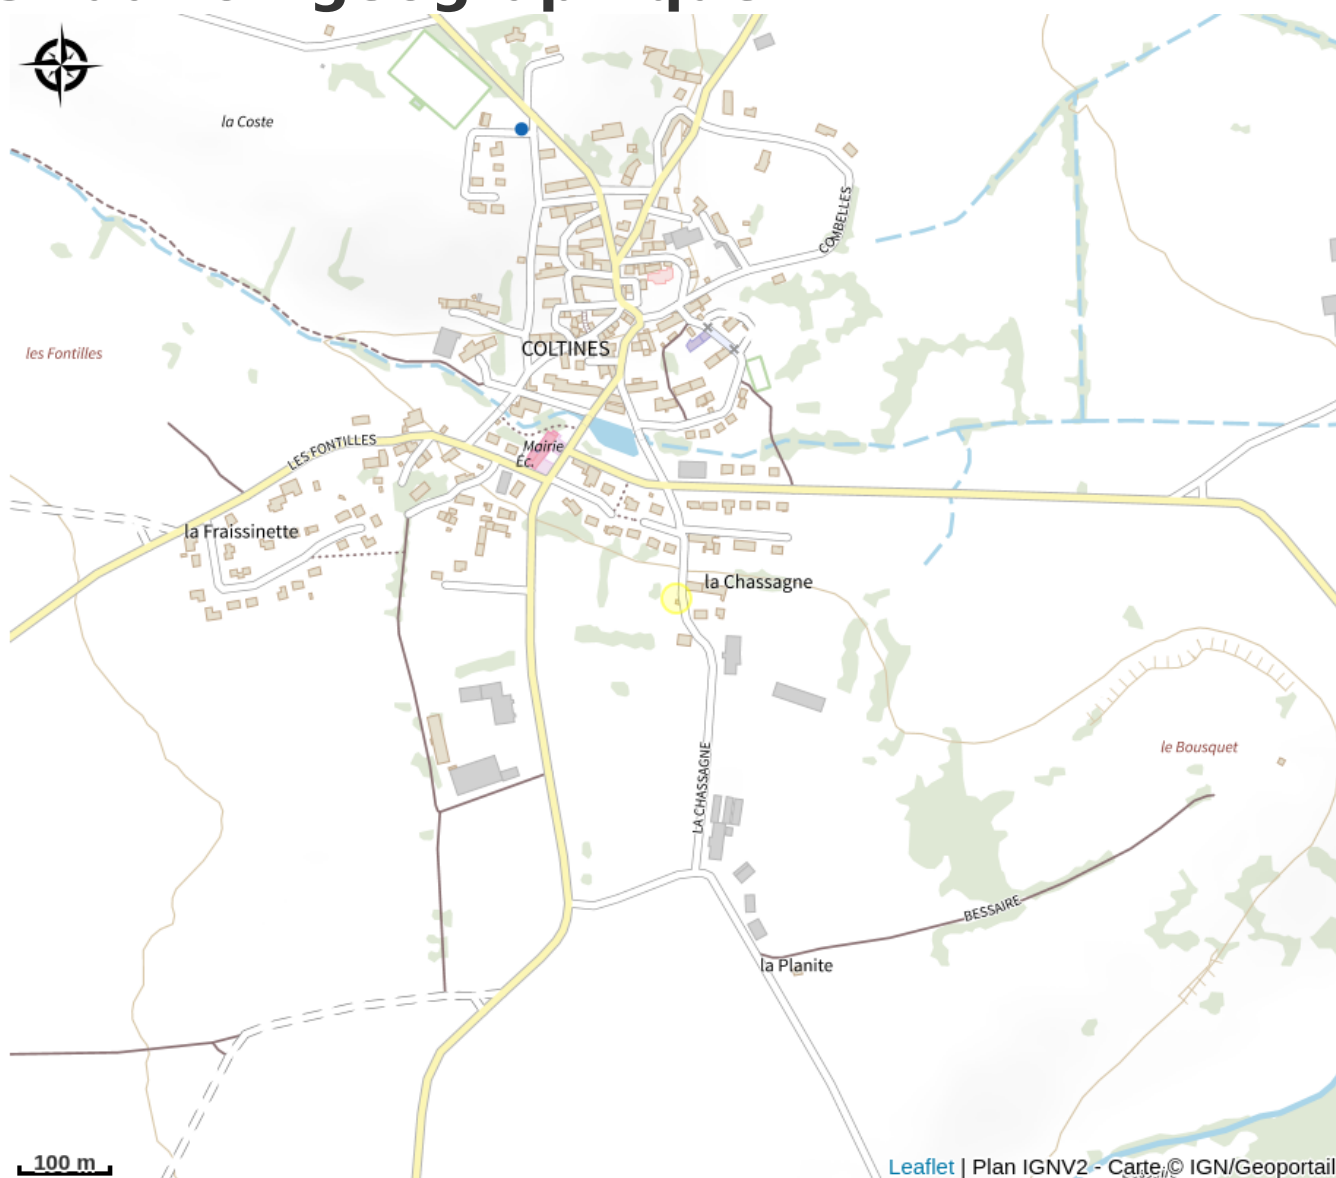 la Coste
COMBELLES
les Fontilles
COLTINES
LES FONTILLES
Mairie
Éc.
la Fraissinette
la Chassagne
LA CHASSAGNE
le Bousquet
BESSAIRE
la Planite
100 m
Leaflet | Plan IGNV2 - Carte © IGN/Geoportail